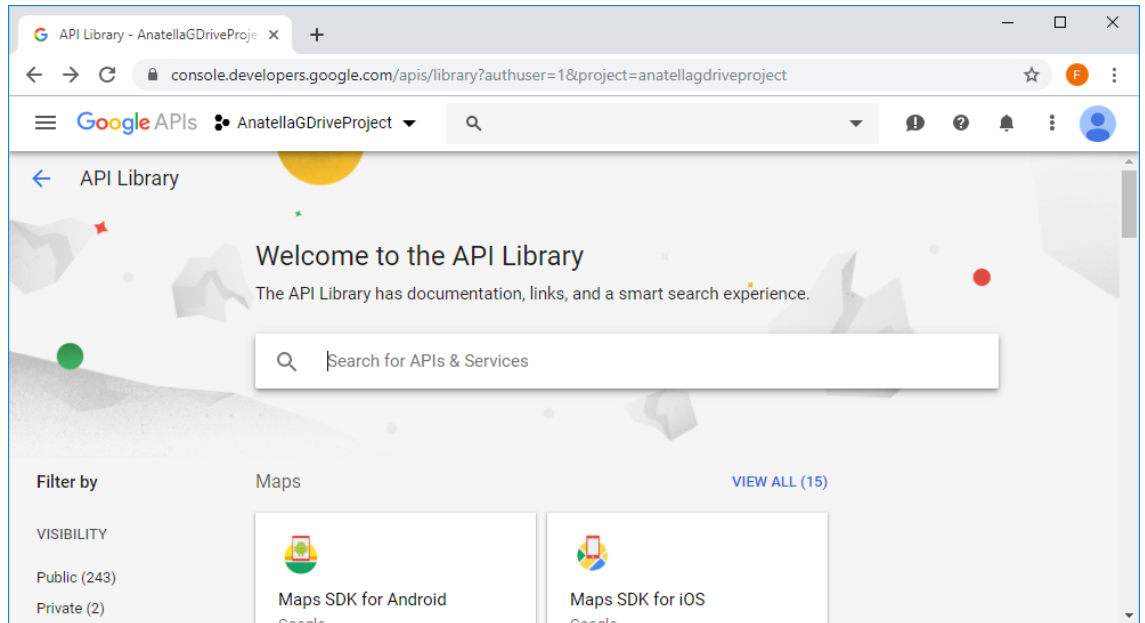 API Library - AnatellaGDriveProje
console.developers.google.com/apis/library?authuser=1&project=anatellagdriveproject
F
Google APIs AnatellaGDriveProject
API Library
Welcome to the API Library
The API Library has documentation, links, and a smart search experience.
Search for APIs & Services
Filter by
Maps VIEW ALL (15)
VISIBILITY
Public (243)
Private (2)
Maps SDK for Android
Google
Maps SDK for iOS
Google